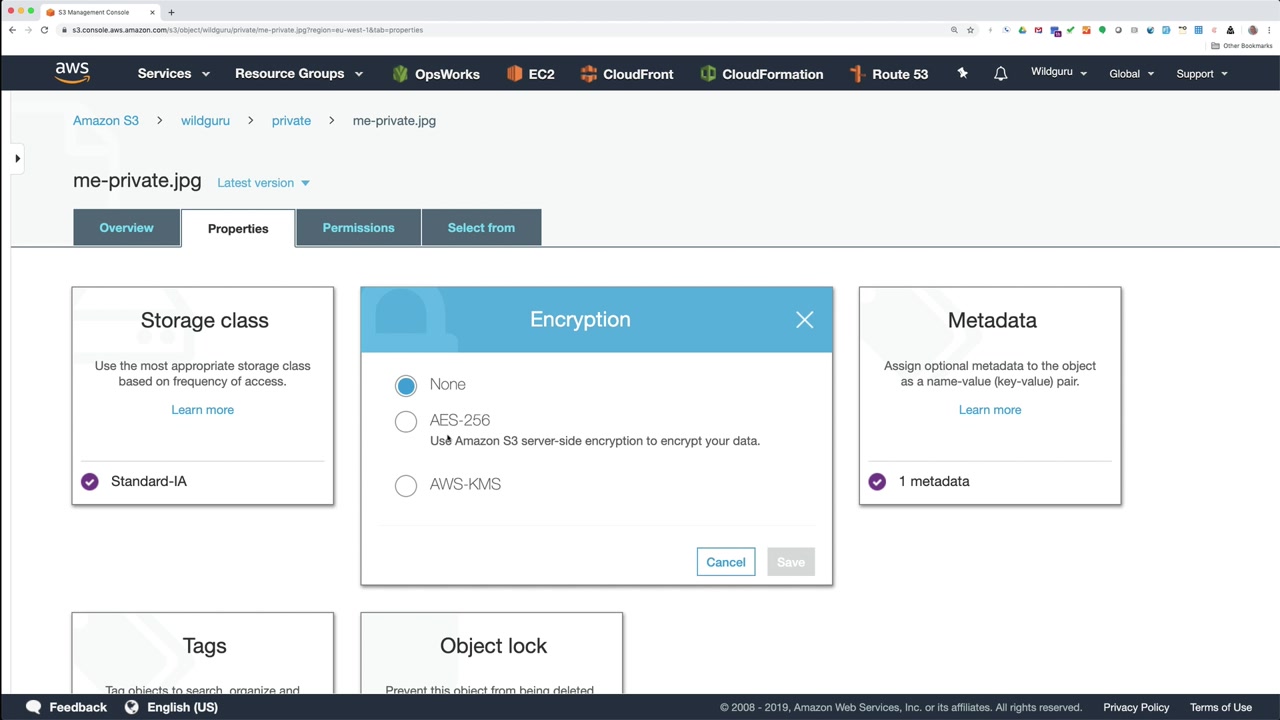 S3 Management Console
s3.console.aws.amazon.com/s3/object/wildguru/private/me-private.jpg?region=eu-west-1&tab=properties
Other Bookmarks
aws
Services
Resource Groups
OpsWorks
EC2
CloudFront
CloudFormation
Route 53
Wildguru
Global
Support
Amazon S3 > wildguru > private > me-private.jpg
me-private.jpg
Latest version
Overview
Properties
Permissions
Select from
Storage class
Use the most appropriate storage class
based on frequency of access.
Learn more
Standard-IA
Encryption
None
AES-256
Use Amazon S3 server-side encryption to encrypt your data.
AWS-KMS
Cancel
Save
Metadata
Assign optional metadata to the object
as a name-value (key-value) pair.
Learn more
1 metadata
Tags
Tag objects to search, organize and
Object lock
Prevent this object from being deleted
Feedback
English (US)
© 2008 - 2019, Amazon Web Services, Inc. or its affiliates. All rights reserved.
Privacy Policy
Terms of Use